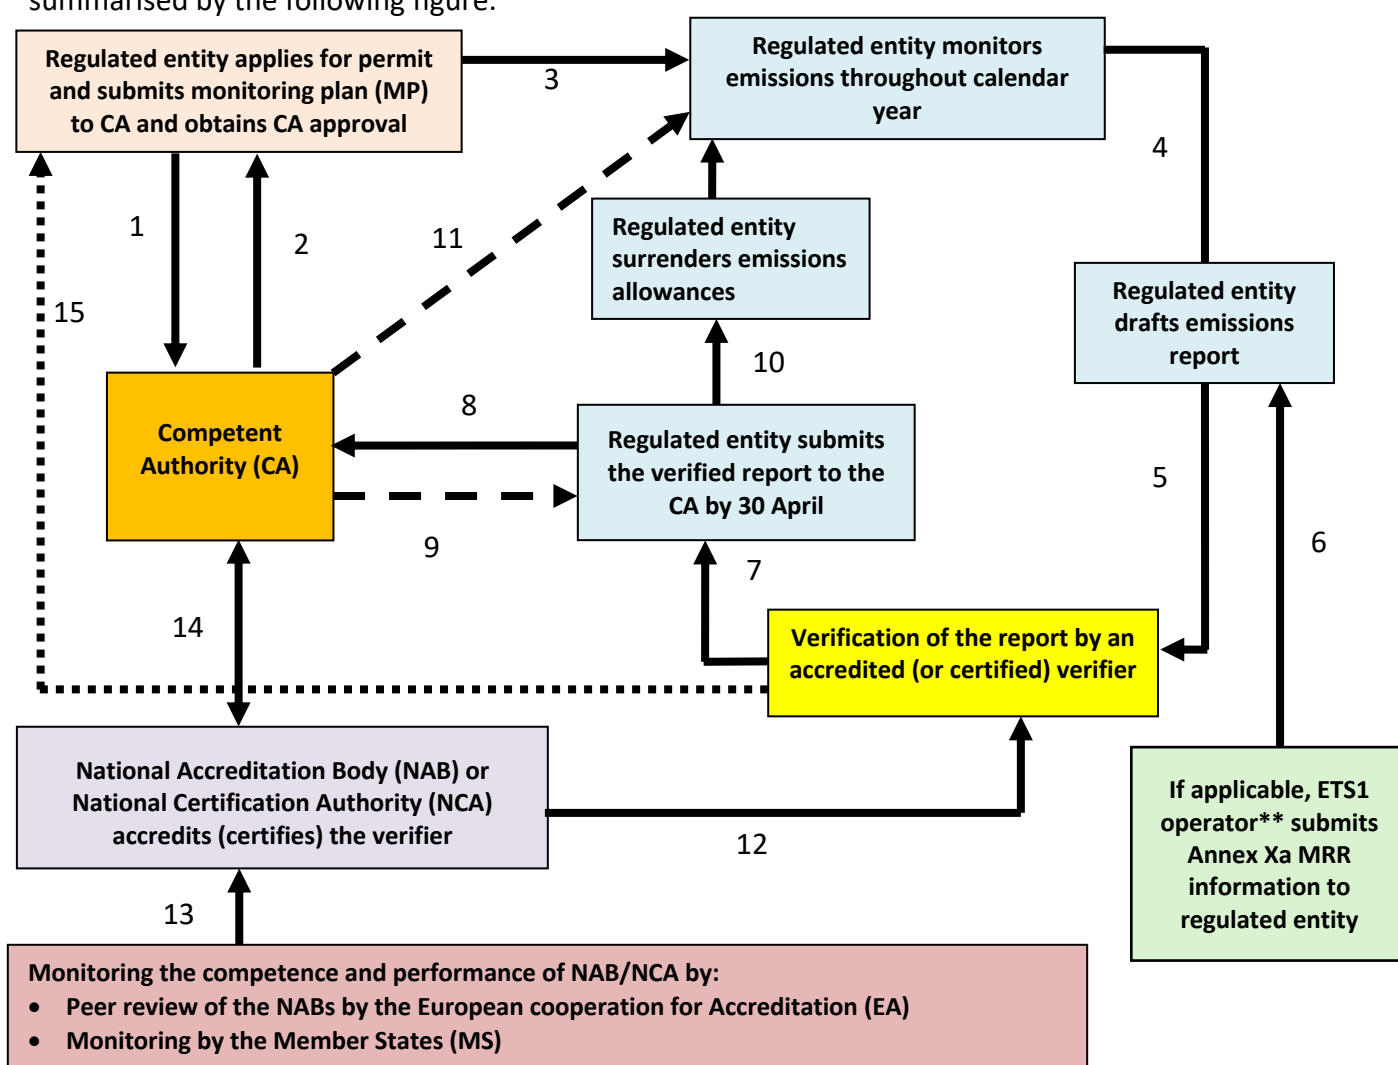 summarised by the following figure.
Regulated entity applies for permit
and submits monitoring plan (MP)
to CA and obtains CA approval
3
Regulated entity monitors
emissions throughout calendar
year
4
1
2
11
Regulated entity
surrenders emissions
allowances
15
Regulated entity
drafts emissions
report
10
8
Competent
Authority (CA)
Regulated entity submits
the verified report to the
CA by 30 April
9
5
6
7
14
Verification of the report by an
accredited (or certified) verifier
National Accreditation Body (NAB) or
National Certification Authority (NCA)
accredits (certifies) the verifier
12
If applicable, ETS1
operator** submits
Annex Xa MRR
information to
regulated entity
13
Monitoring the competence and performance of NAB/NCA by:
• Peer review of the NABs by the European cooperation for Accreditation (EA)
• Monitoring by the Member States (MS)